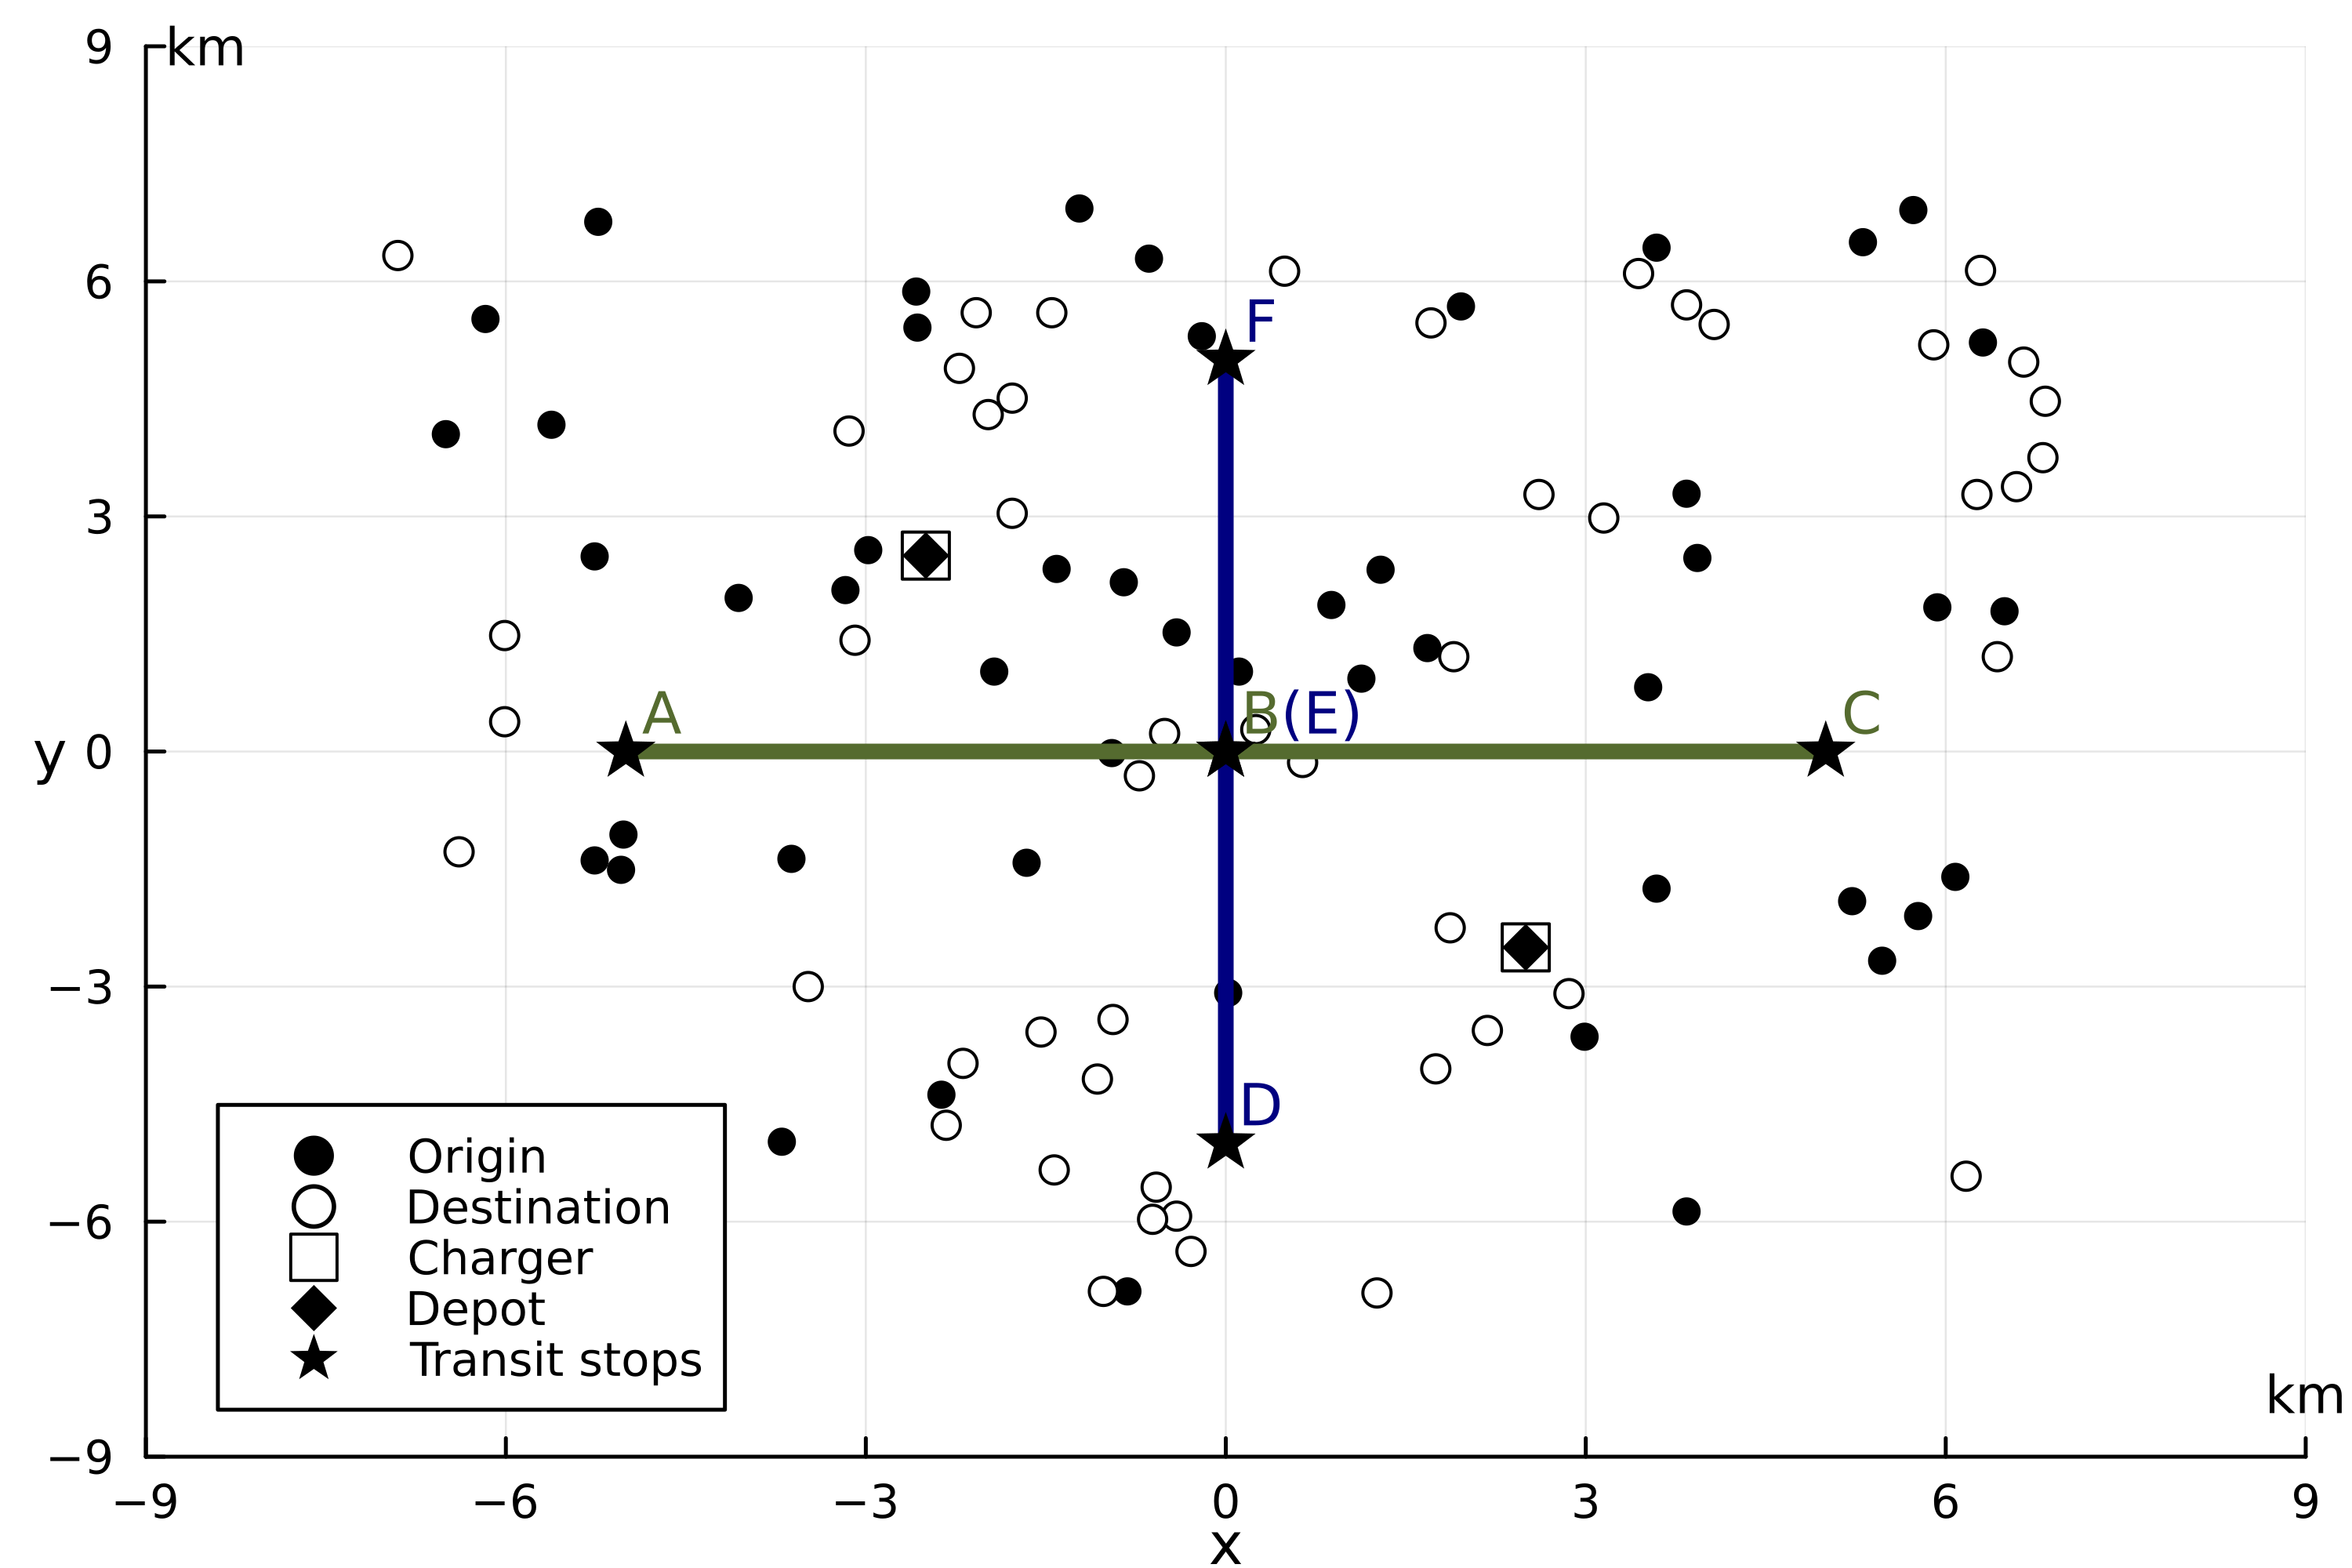 9 km
6
F
3
A
B(E)
C
y 0
−3
D
Origin
Destination
Charger
Depot
Transit stops
−6
km
−9
−9 −6 −3 0 3 6 9
x